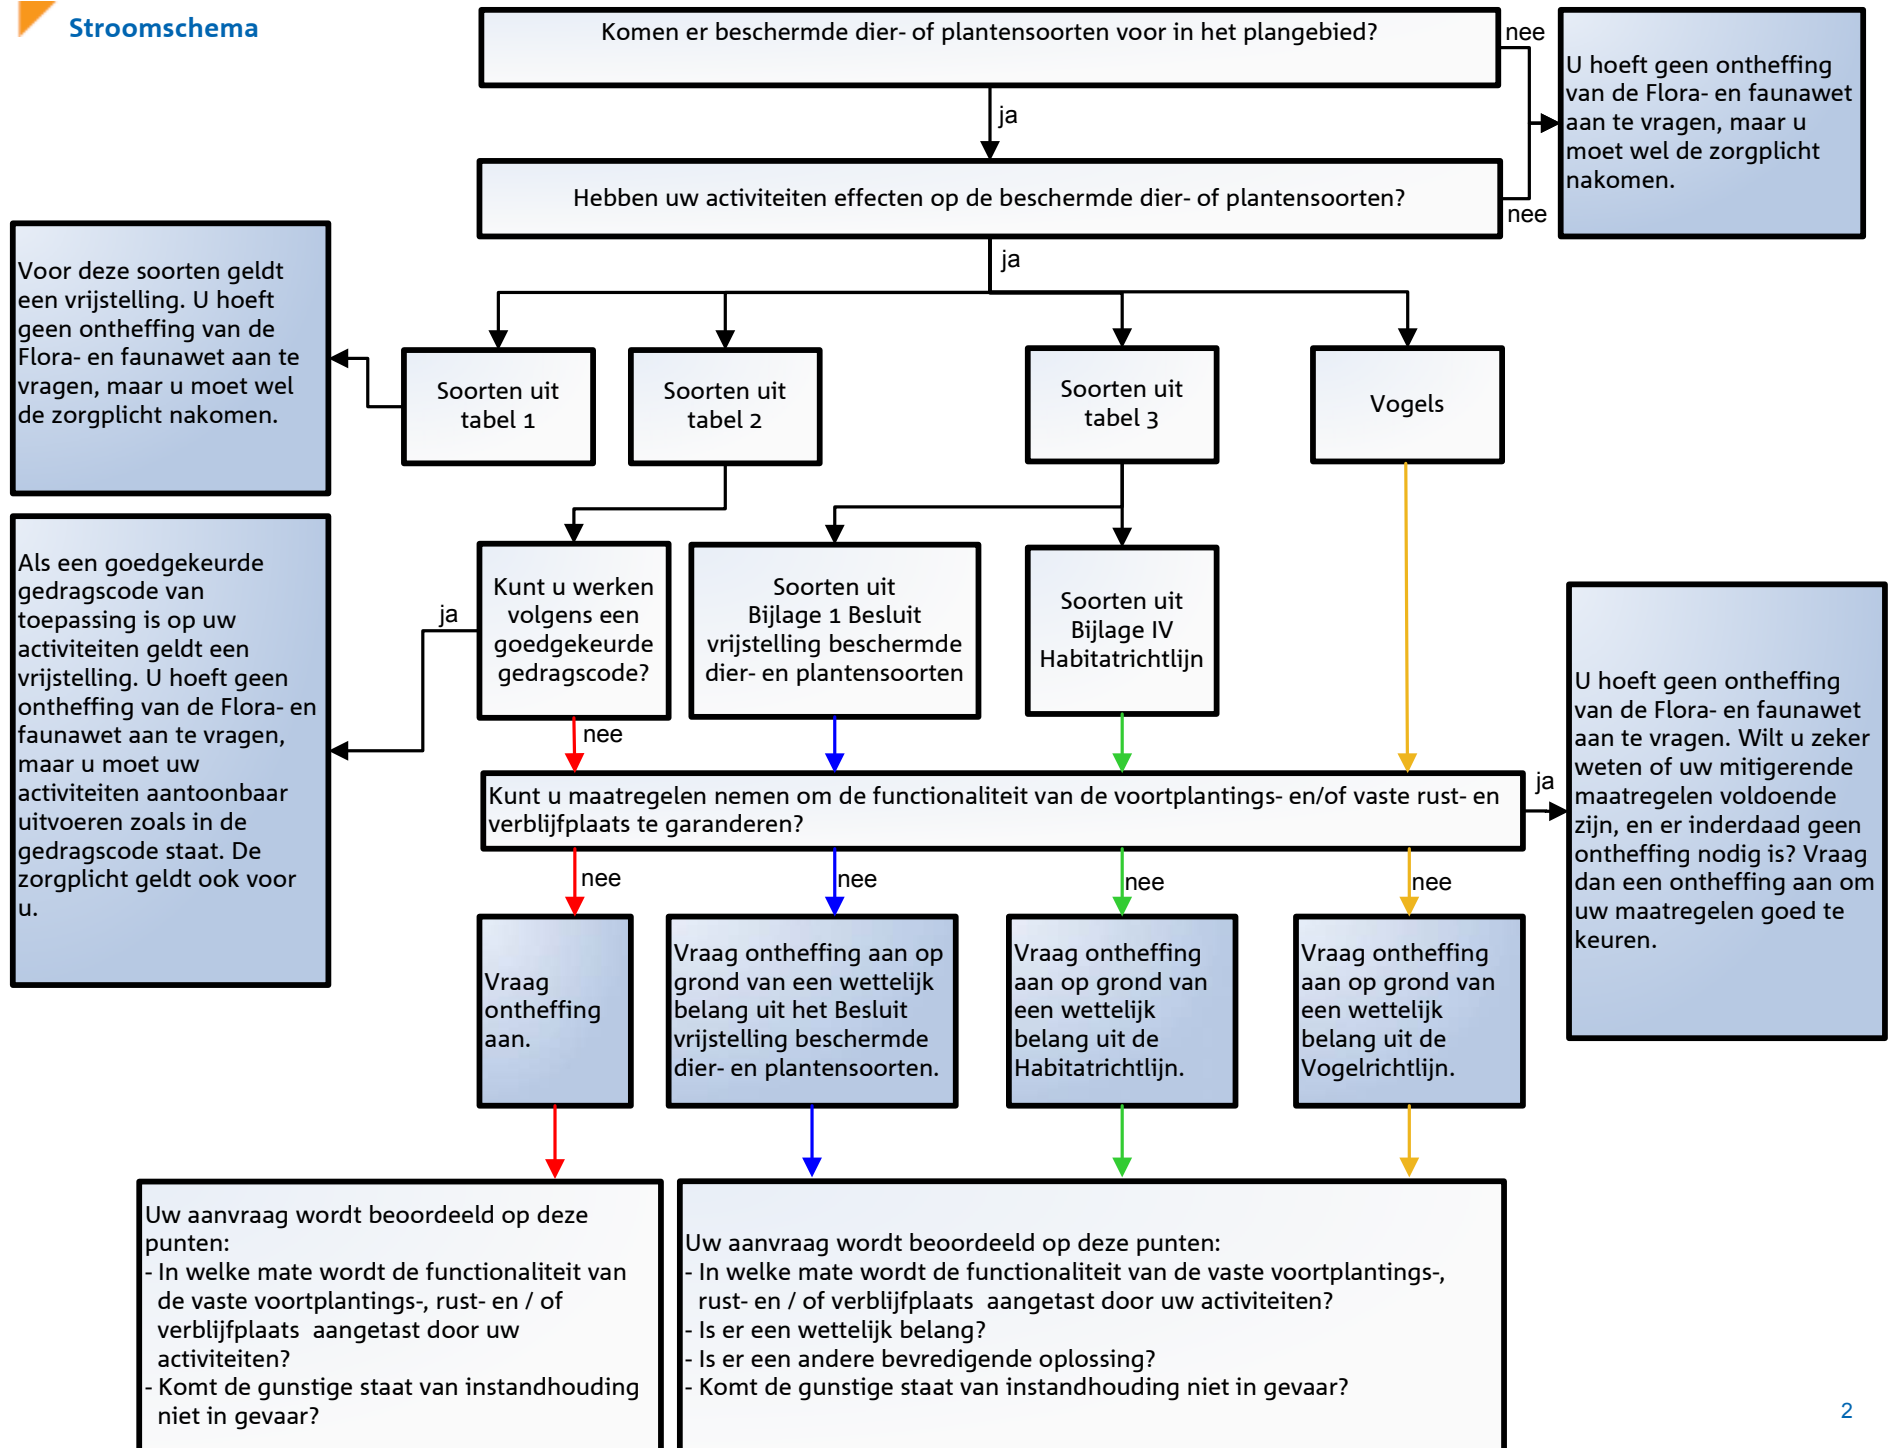 Stroomschema
Komen er beschermde dier- of plantensoorten voor in het plangebied?
nee
U hoeft geen ontheffing
van de Flora- en faunawet
aan te vragen, maar u
moet wel de zorgplicht
nakomen.
ja
Hebben uw activiteiten effecten op de beschermde dier- of plantensoorten?
nee
ja
Voor deze soorten geldt
een vrijstelling. U hoeft
geen ontheffing van de
Flora- en faunawet aan te
vragen, maar u moet wel
de zorgplicht nakomen.
Soorten uit
tabel 1
Soorten uit
tabel 2
Soorten uit
tabel 3
Vogels
Als een goedgekeurde
gedragscode van
toepassing is op uw
activiteiten geldt een
vrijstelling. U hoeft geen
ontheffing van de Flora- en
faunawet aan te vragen,
maar u moet uw
activiteiten aantoonbaar
uitvoeren zoals in de
gedragscode staat. De
zorgplicht geldt ook voor
u.
ja
Kunt u werken
volgens een
goedgekeurde
gedragscode?
Soorten uit
Bijlage 1 Besluit
vrijstelling beschermde
dier- en plantensoorten
Soorten uit
Bijlage IV
Habitatrichtlijn
nee
Kunt u maatregelen nemen om de functionaliteit van de voortplantings- en/of vaste rust- en
verblijfplaats te garanderen?
ja
U hoeft geen ontheffing
van de Flora- en faunawet
aan te vragen. Wilt u zeker
weten of uw mitigerende
maatregelen voldoende
zijn, en er inderdaad geen
ontheffing nodig is? Vraag
dan een ontheffing aan om
uw maatregelen goed te
keuren.
nee
nee
nee
nee
Vraag
ontheffing
aan.
Vraag ontheffing aan op
grond van een wettelijk
belang uit het Besluit
vrijstelling beschermde
dier- en plantensoorten.
Vraag ontheffing
aan op grond van
een wettelijk
belang uit de
Habitatrichtlijn.
Vraag ontheffing
aan op grond van
een wettelijk
belang uit de
Vogelrichtlijn.
Uw aanvraag wordt beoordeeld op deze
punten:
- In welke mate wordt de functionaliteit van
de vaste voortplantings-, rust- en / of
verblijfplaats aangetast door uw
activiteiten?
- Komt de gunstige staat van instandhouding
niet in gevaar?
Uw aanvraag wordt beoordeeld op deze punten:
- In welke mate wordt de functionaliteit van de vaste voortplantings-,
rust- en / of verblijfplaats aangetast door uw activiteiten?
- Is er een wettelijk belang?
- Is er een andere bevredigende oplossing?
- Komt de gunstige staat van instandhouding niet in gevaar?
2